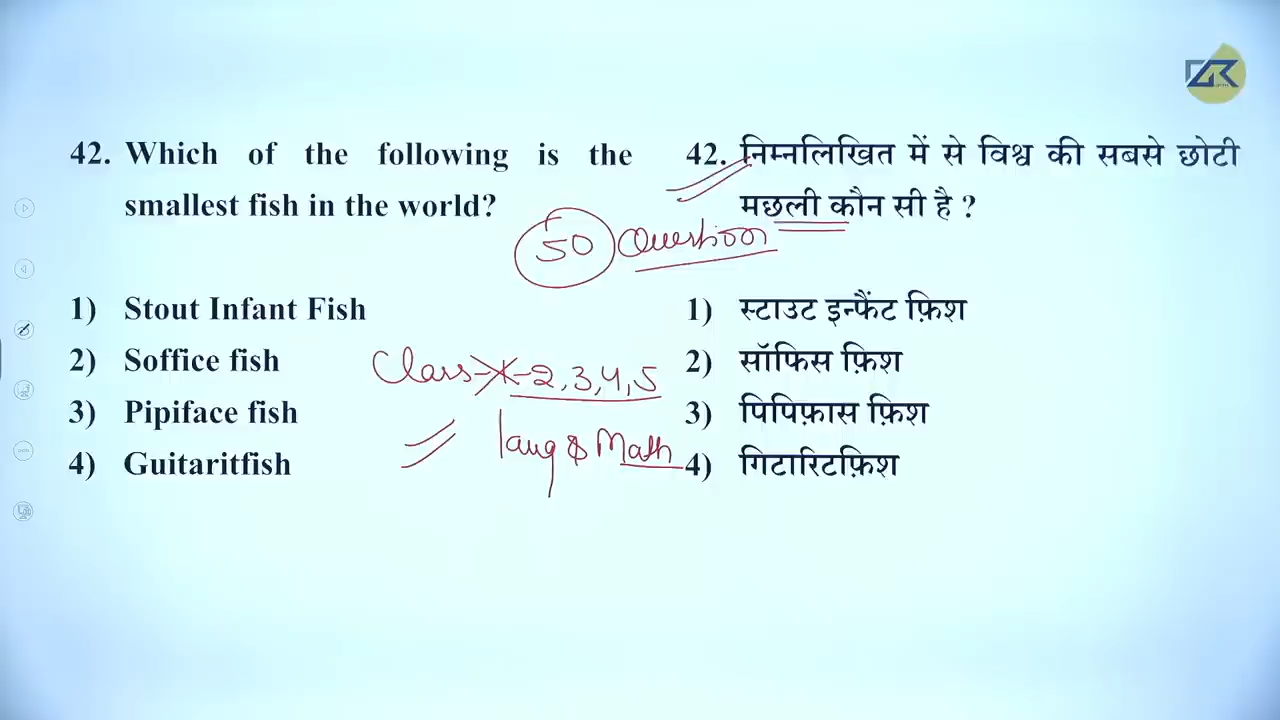 42. Which of the following is the
smallest fish in the world?
1) Stout Infant Fish
2) Soffice fish
3) Pipiface fish
4) Guitaritfish
42. निम्नलिखित में से विश्व की सबसे छोटी
मछली कौन सी है ?
1) स्टाउट इन्फैंट फ़िश
2) सॉफिस फ़िश
3) पिपिफ़ास फ़िश
4) गिटारिटफ़िश
50 Question
Class - 2, 3, 4, 5
lang & Math